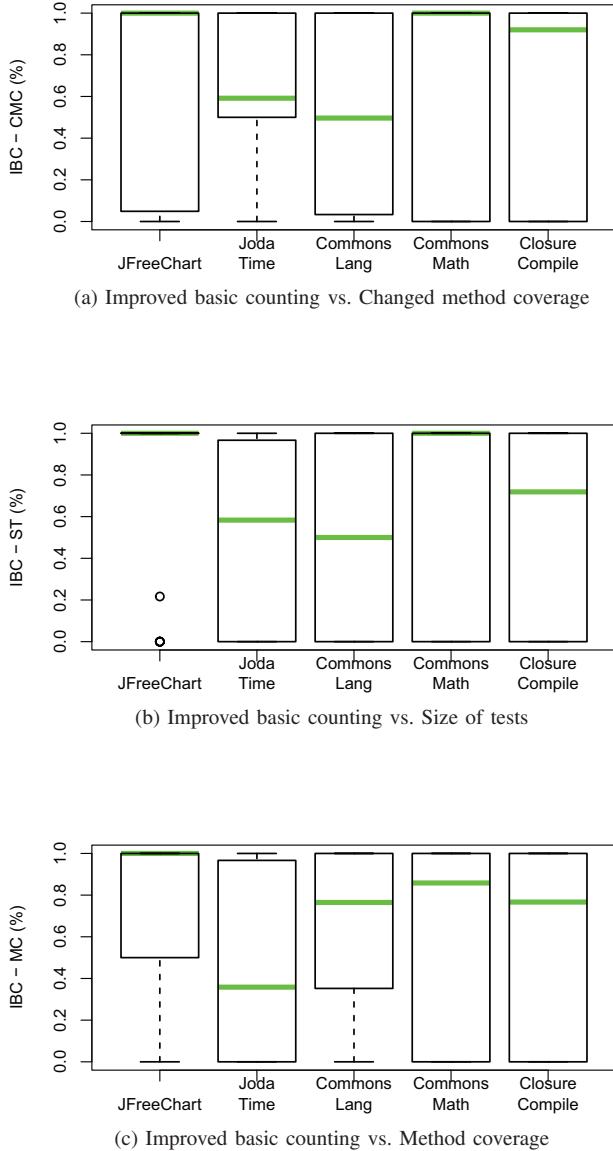 IBC − CMC (%)
1.0
0.8
0.6
0.4
0.2
0.0
JFreeChart
Joda
Time
Commons
Lang
Commons
Math
Closure
Compile
(a) Improved basic counting vs. Changed method coverage
IBC − ST (%)
1.0
0.8
0.6
0.4
0.2
0.0
JFreeChart
Joda
Time
Commons
Lang
Commons
Math
Closure
Compile
(b) Improved basic counting vs. Size of tests
IBC − MC (%)
1.0
0.8
0.6
0.4
0.2
0.0
JFreeChart
Joda
Time
Commons
Lang
Commons
Math
Closure
Compile
(c) Improved basic counting vs. Method coverage